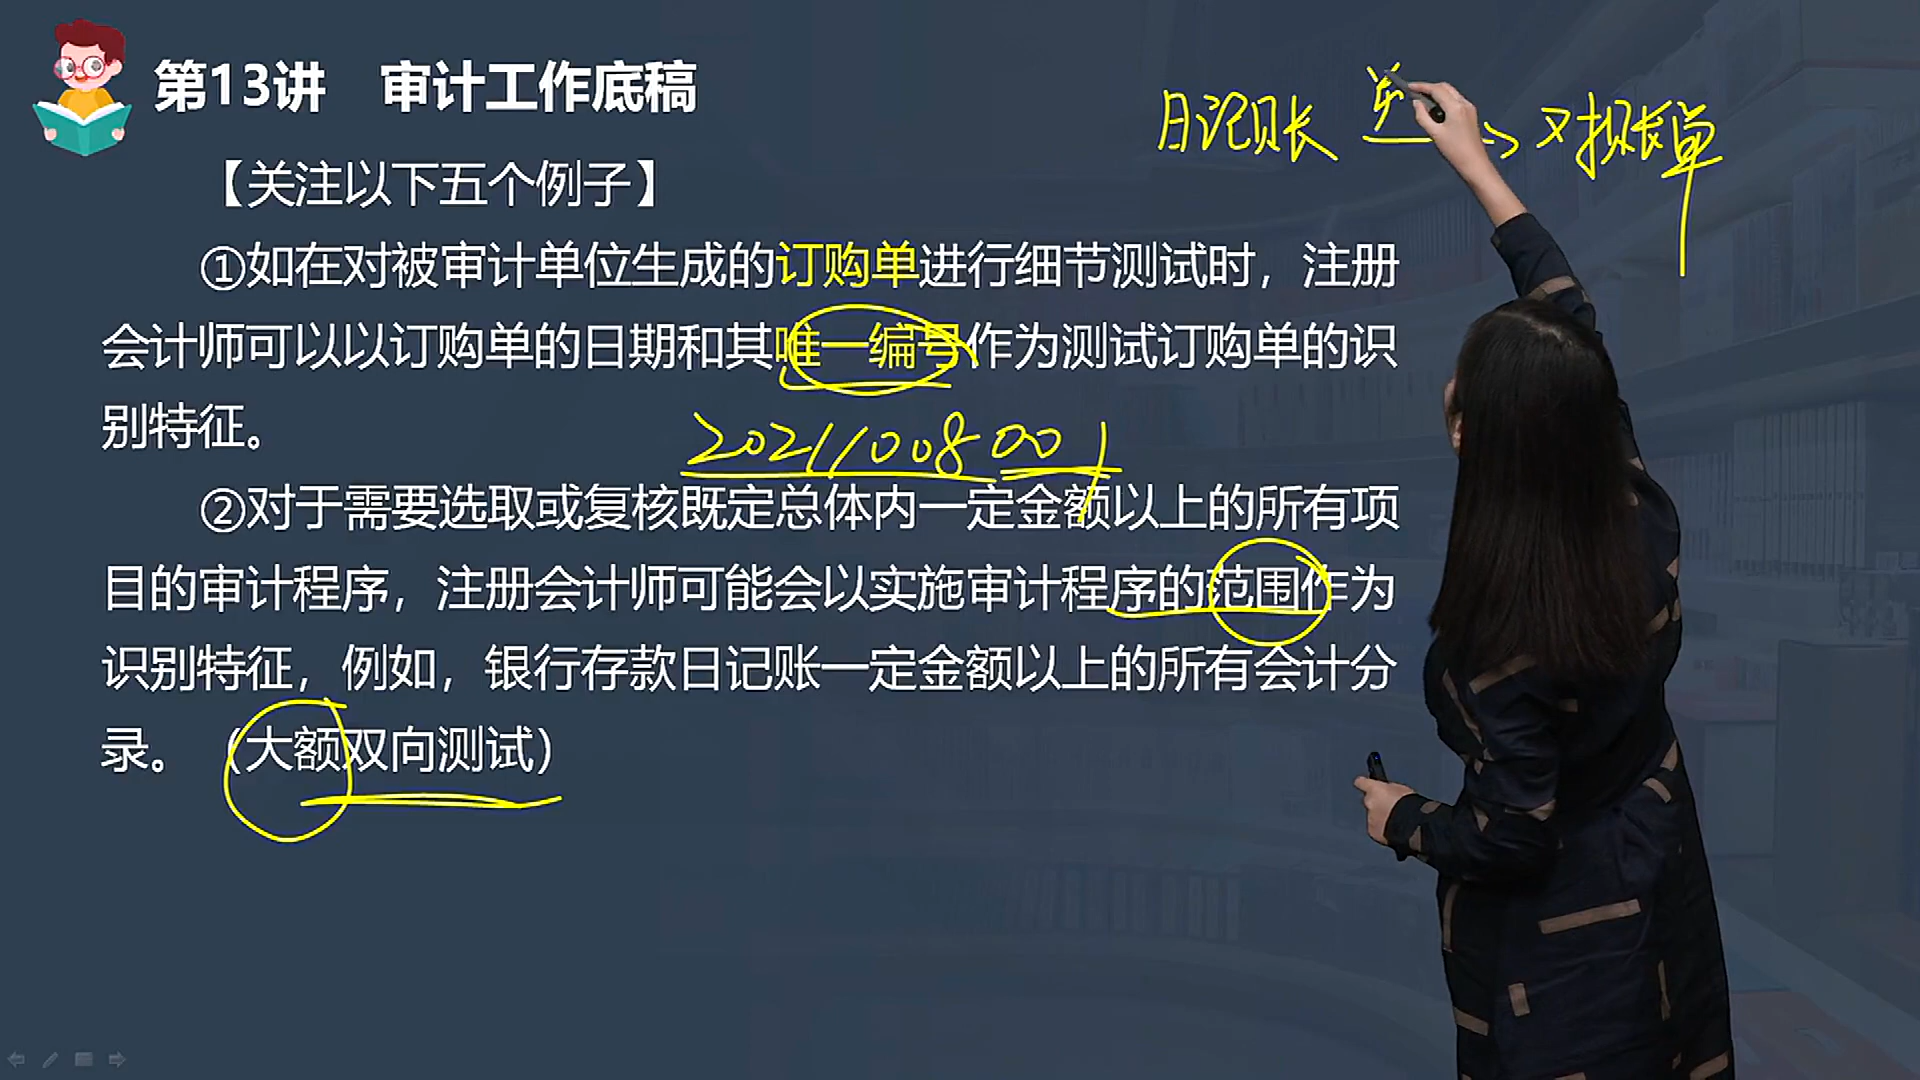 第13讲 审计工作底稿
日记账 对账单
【关注以下五个例子】
①如在对被审计单位生成的订购单进行细节测试时，注册
会计师可以以订购单的日期和其唯一编号作为测试订购单的识
别特征。
20211008001
②对于需要选取或复核既定总体内一定金额以上的所有项
目的审计程序，注册会计师可能会以实施审计程序的范围作为
识别特征，例如，银行存款日记账一定金额以上的所有会计分
录。（大额双向测试）